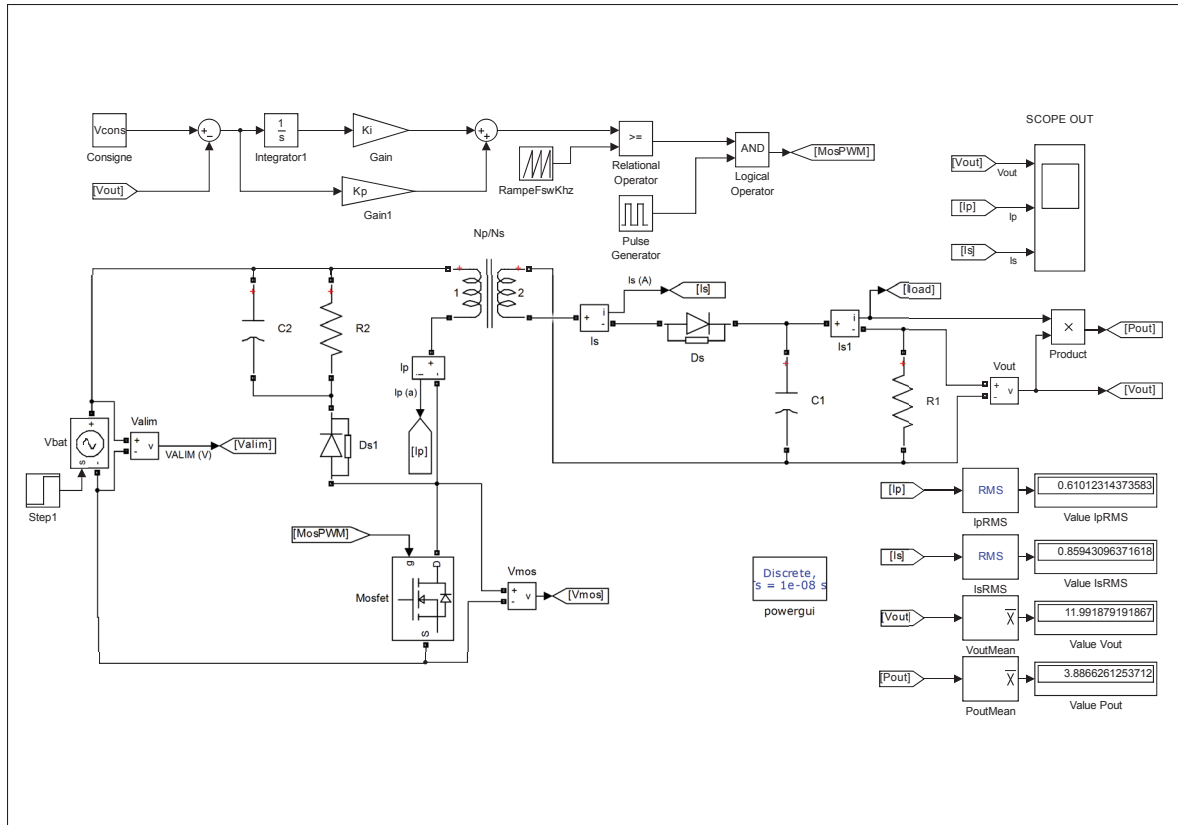 SCOPE OUT
Vcons
Consigne
[Vout]
1
s
Integrator1
Ki
Gain
Kp
Gain1
RampeFswKhz
>=
Relational
Operator
AND
Logical
Operator
[MosPWM]
Pulse
Generator
[Vout]
Vout
[Ip]
Ip
[Is]
Is
Np/Ns
1
2
C2
R2
Ip
i
Ip (a)
[Ip]
Is (A)
[Is]
i
Is
Ds
[Iload]
i
Is1
Product
[Pout]
C1
R1
Vout
v
[Vout]
Vbat
s
Valim
v
VALIM (V)
[Valim]
Step1
Ds1
[MosPWM]
g
D
Mosfet
S
Vmos
v
[Vmos]
Discrete,
s = 1e-08 s
powergui
[Ip]
RMS
IpRMS
0.61012314373583
Value IpRMS
[Is]
RMS
IsRMS
0.85943096371618
Value IsRMS
[Vout]
X
VoutMean
11.991879191867
Value Vout
[Pout]
X
PoutMean
3.8866261253712
Value Pout